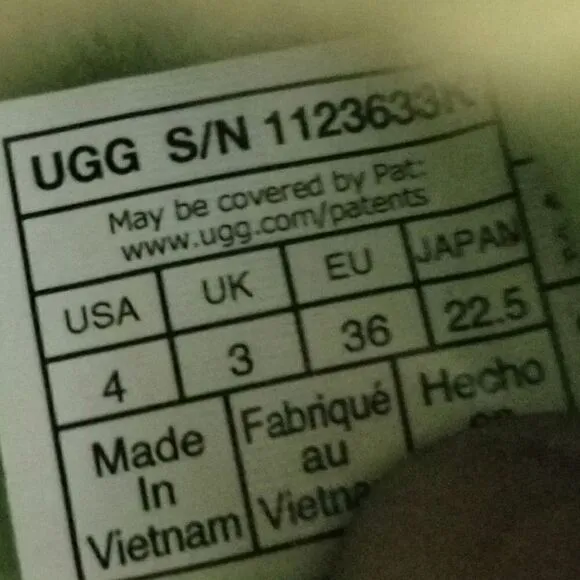 UGG S/N 1123633K
May be covered by Pat:
www.ugg.com/patents
USA UK EU JAPAN
4 3 36 22.5
Made In Vietnam
Fabriqué au
Hecho